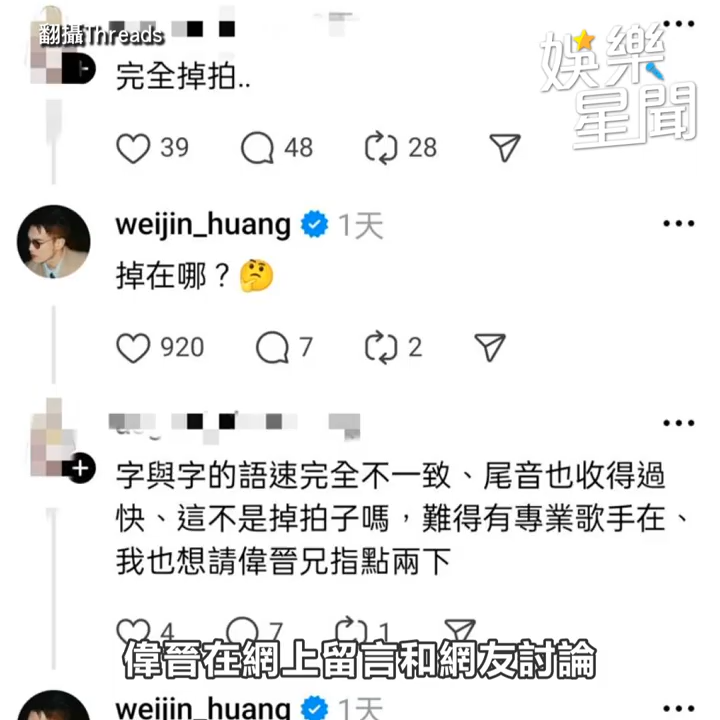 翻攝Threads
娛樂
星聞
完全掉拍..
39 48 28
weijin_huang 1天
掉在哪？🤔
920 7 2
字與字的語速完全不一致、尾音也收得過
快、這不是掉拍子嗎，難得有專業歌手在、
我也想請偉晉兄指點兩下
4 7 1
偉晉在網上留言和網友討論
weijin_huang 1天